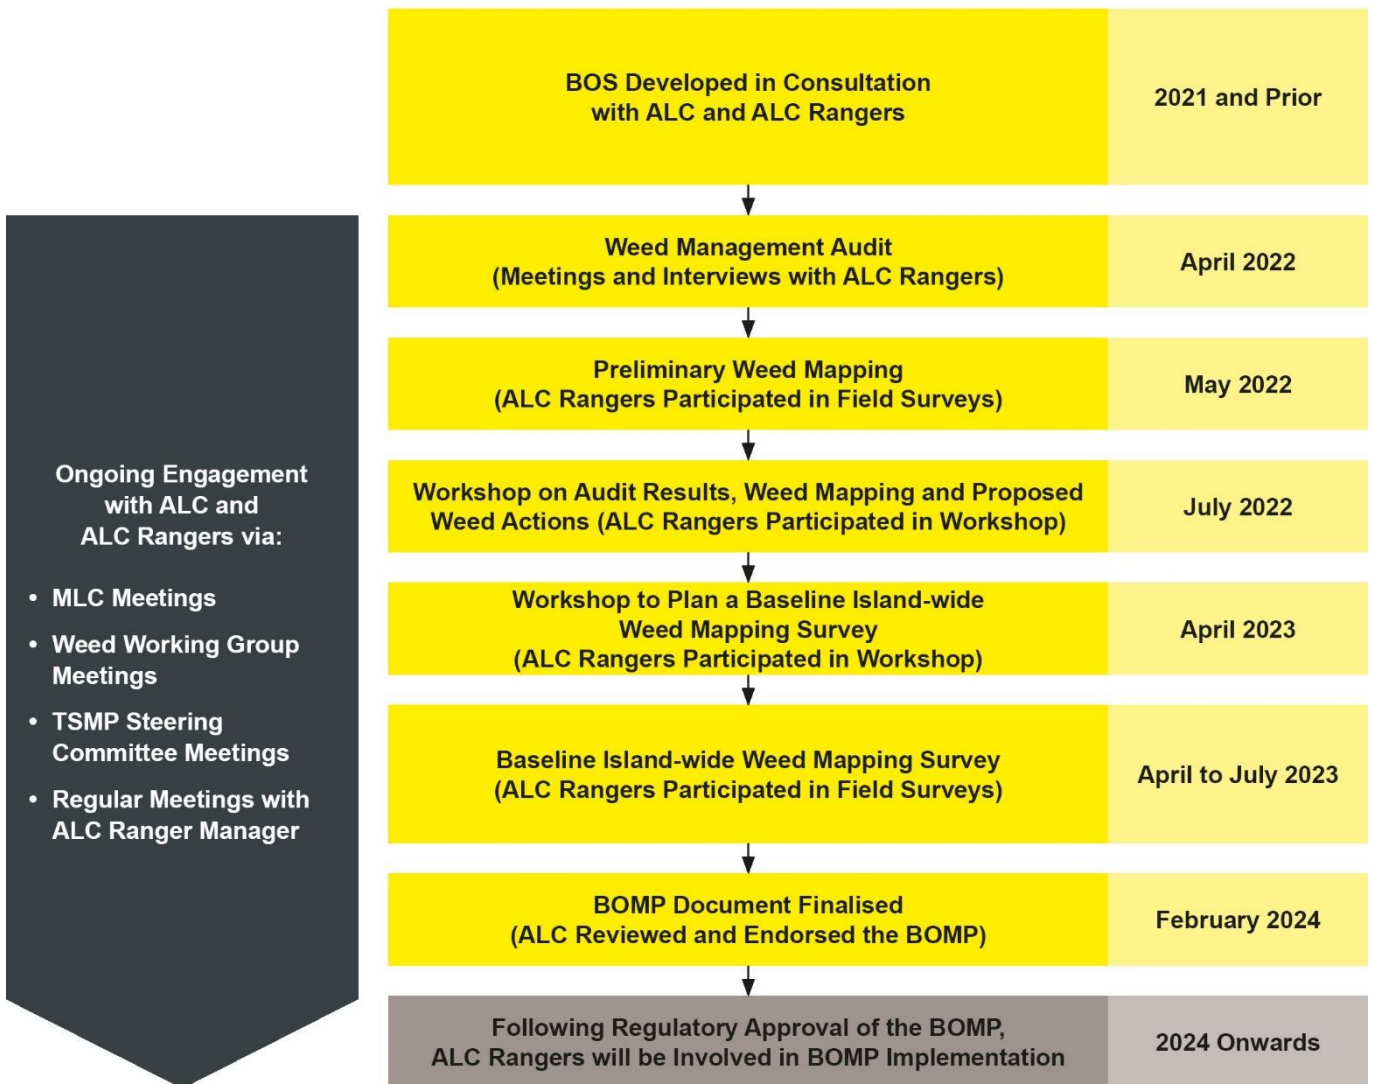 BOS Developed in Consultation
with ALC and ALC Rangers
2021 and Prior
Weed Management Audit
(Meetings and Interviews with ALC Rangers)
April 2022
Preliminary Weed Mapping
(ALC Rangers Participated in Field Surveys)
May 2022
Workshop on Audit Results, Weed Mapping and Proposed
Weed Actions (ALC Rangers Participated in Workshop)
July 2022
Workshop to Plan a Baseline Island-wide
Weed Mapping Survey
(ALC Rangers Participated in Workshop)
April 2023
Baseline Island-wide Weed Mapping Survey
(ALC Rangers Participated in Field Surveys)
April to July 2023
BOMP Document Finalised
(ALC Reviewed and Endorsed the BOMP)
February 2024
Following Regulatory Approval of the BOMP,
ALC Rangers will be Involved in BOMP Implementation
2024 Onwards
Ongoing Engagement
with ALC and
ALC Rangers via:
• MLC Meetings
• Weed Working Group
Meetings
• TSMP Steering
Committee Meetings
• Regular Meetings with
ALC Ranger Manager